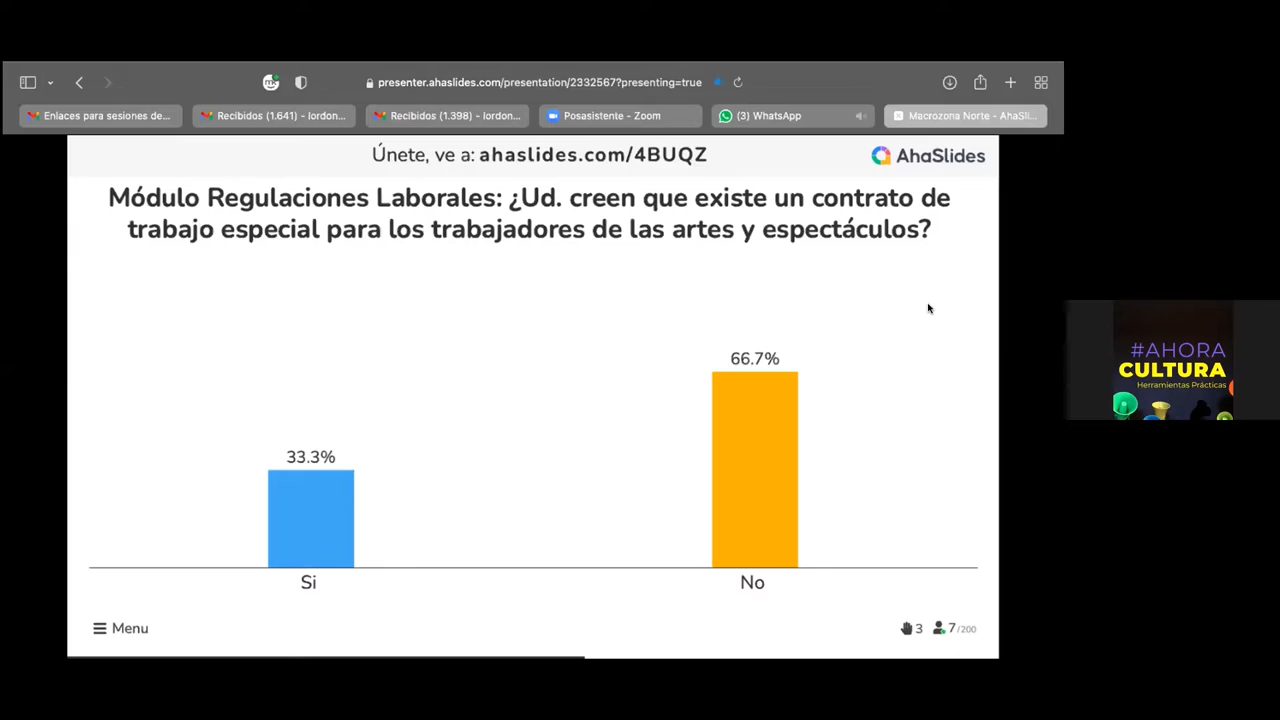 presenter.ahaslides.com/presentation/2332567?presenting=true
Enlaces para sesiones de...
Recibidos (1.641) - lordon...
Recibidos (1.398) - lordon...
Posasistente - Zoom
(3) WhatsApp
Macrozona Norte - AhaSli...
Únete, ve a: ahaslides.com/4BUQZ
AhaSlides
Módulo Regulaciones Laborales: ¿Ud. creen que existe un contrato de
trabajo especial para los trabajadores de las artes y espectáculos?
33.3%
66.7%
Si
No
Menu
3
7/200
#AHORA
CULTURA
Herramientas Prácticas